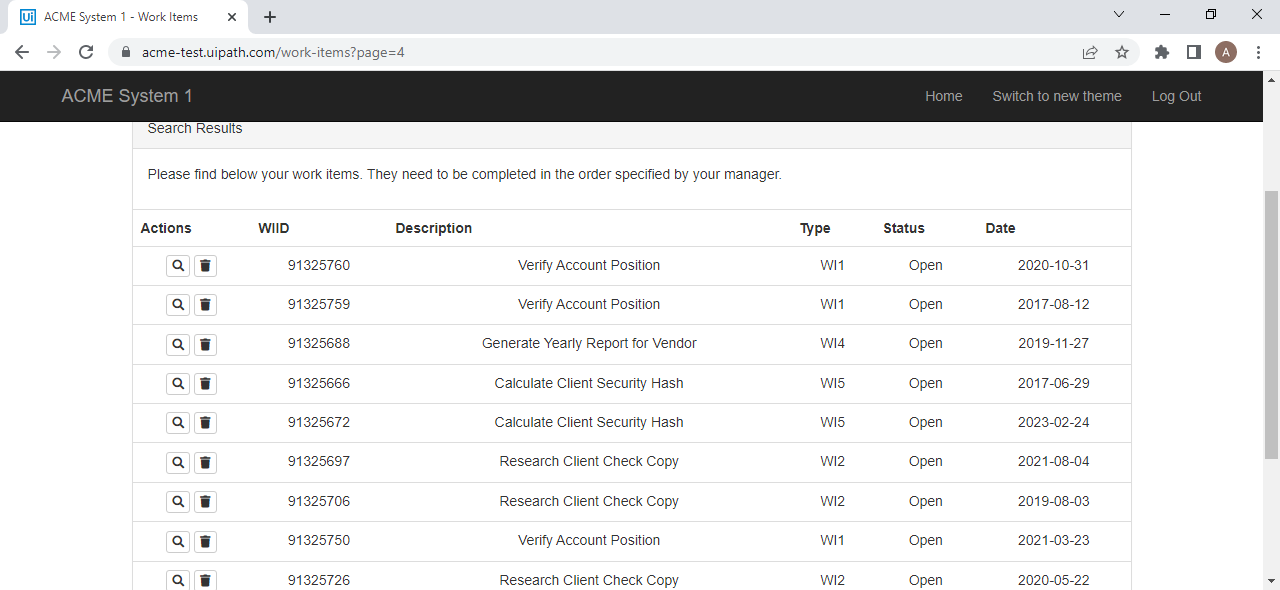 ACME System 1 - Work Items
acme-test.uipath.com/work-items?page=4
A
ACME System 1 Home Switch to new theme Log Out
Search Results
Please find below your work items. They need to be completed in the order specified by your manager.
Actions WIID Description Type Status Date
91325760 Verify Account Position WI1 Open 2020-10-31
91325759 Verify Account Position WI1 Open 2017-08-12
91325688 Generate Yearly Report for Vendor WI4 Open 2019-11-27
91325666 Calculate Client Security Hash WI5 Open 2017-06-29
91325672 Calculate Client Security Hash WI5 Open 2023-02-24
91325697 Research Client Check Copy WI2 Open 2021-08-04
91325706 Research Client Check Copy WI2 Open 2019-08-03
91325750 Verify Account Position WI1 Open 2021-03-23
91325726 Research Client Check Copy WI2 Open 2020-05-22